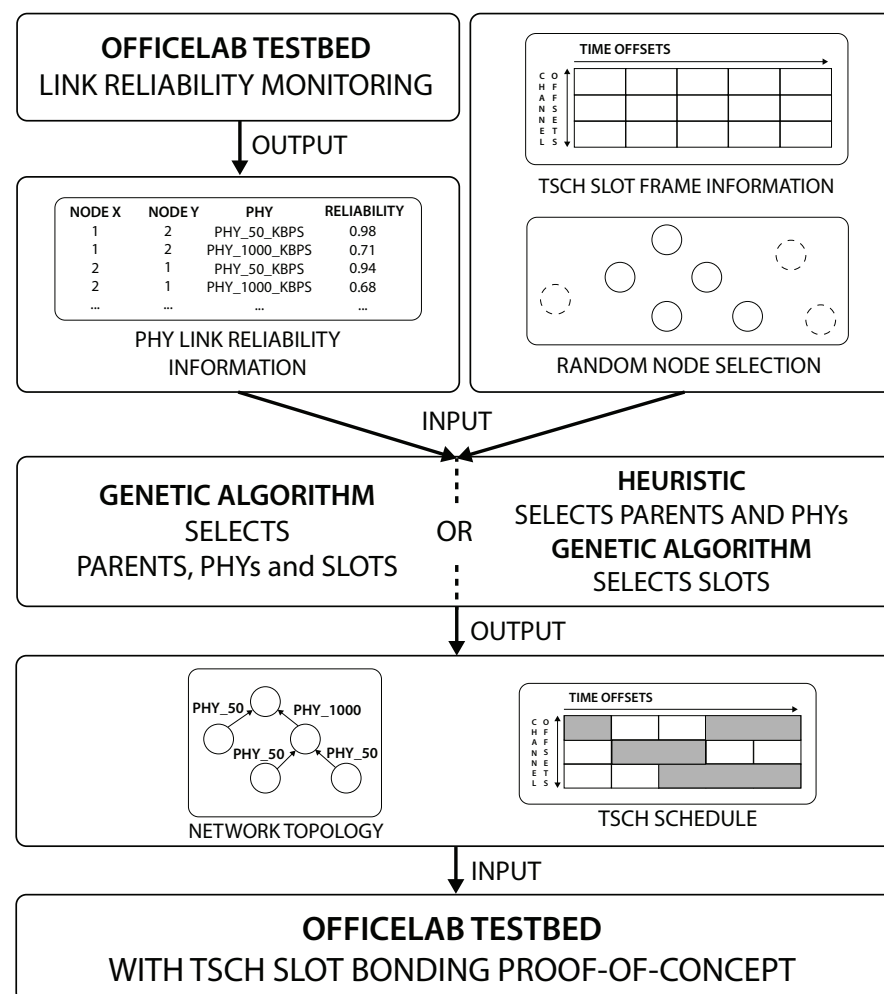 OFFICELAB TESTBED
LINK RELIABILITY MONITORING
OUTPUT
NODE X NODE Y PHY RELIABILITY
1 2 PHY_50_KBPS 0.98
1 2 PHY_1000_KBPS 0.71
2 1 PHY_50_KBPS 0.94
2 1 PHY_1000_KBPS 0.68
... ... ... ...
PHY LINK RELIABILITY
INFORMATION
TIME OFFSETS
CHANNEL
OFFSETS
TSCH SLOT FRAME INFORMATION
RANDOM NODE SELECTION
INPUT
GENETIC ALGORITHM
SELECTS
PARENTS, PHYs and SLOTS
OR
HEURISTIC
SELECTS PARENTS AND PHYs
GENETIC ALGORITHM
SELECTS SLOTS
OUTPUT
PHY_50 PHY_1000
PHY_50 PHY_50
NETWORK TOPOLOGY
TIME OFFSETS
CHANNEL
OFFSETS
TSCH SCHEDULE
INPUT
OFFICELAB TESTBED
WITH TSCH SLOT BONDING PROOF-OF-CONCEPT